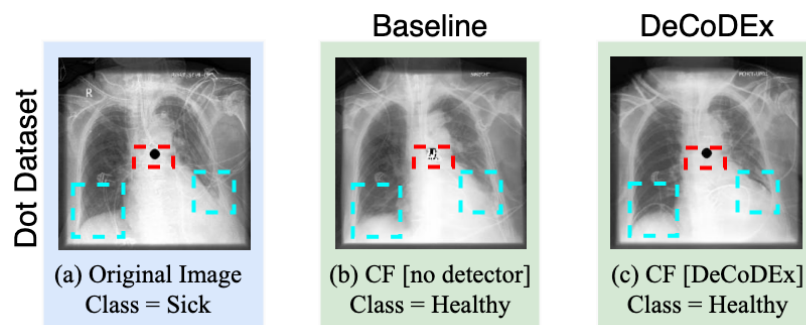 Baseline
DeCoDEx
Dot Dataset
R
(a) Original Image
Class = Sick
(b) CF [no detector]
Class = Healthy
(c) CF [DeCoDEx]
Class = Healthy